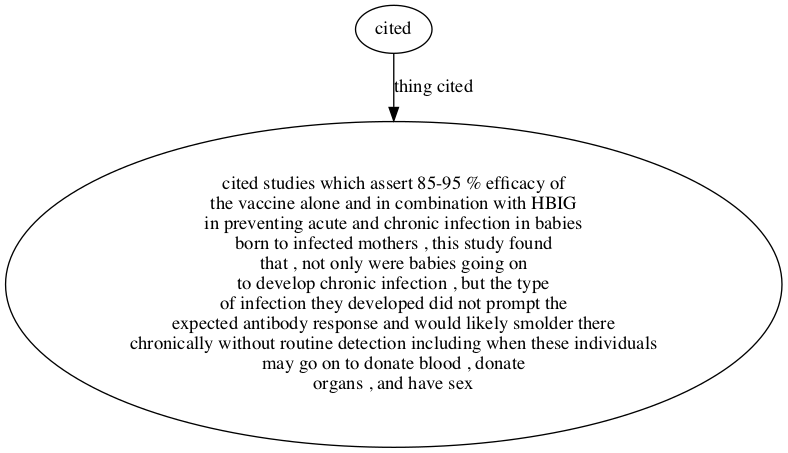 cited
thing cited
cited studies which assert 85-95 % efficacy of
the vaccine alone and in combination with HBIG
in preventing acute and chronic infection in babies
born to infected mothers , this study found
that , not only were babies going on
to develop chronic infection , but the type
of infection they developed did not prompt the
expected antibody response and would likely smolder there
chronically without routine detection including when these individuals
may go on to donate blood , donate
organs , and have sex